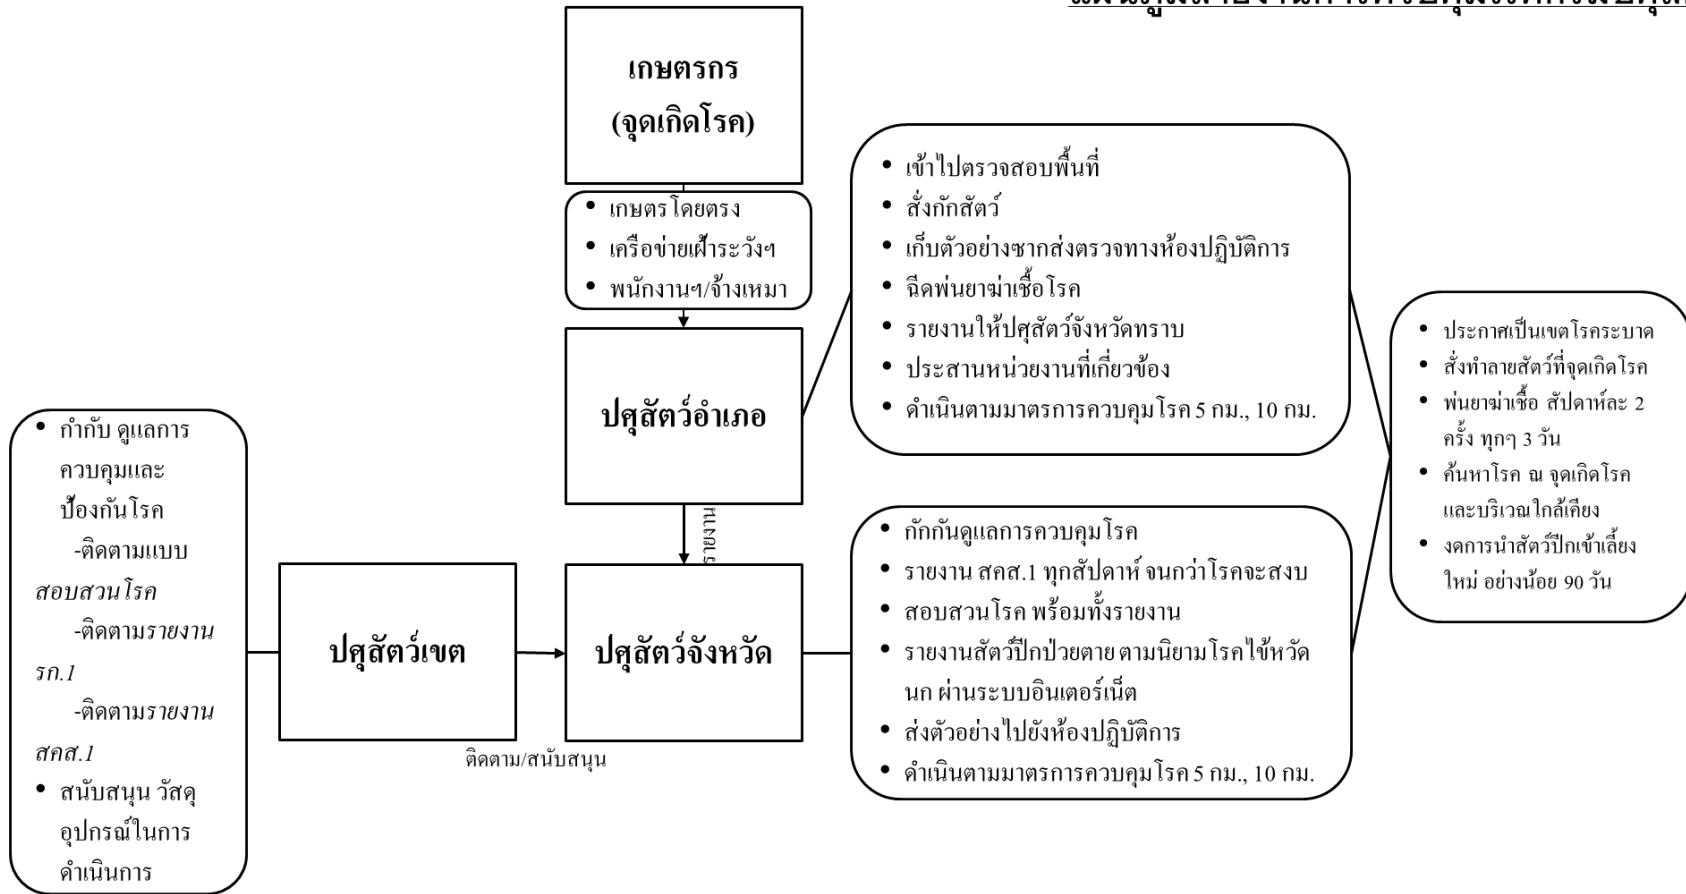 เกษตรกร
(จุดเกิดโรค)
• เกษตรโดยตรง
• เครือข่ายเฝ้าระวังฯ
• พนักงานฯ/จ้างเหมา
ปศุสัตว์อำเภอ
• เข้าไปตรวจสอบพื้นที่
• สั่งกักสัตว์
• เก็บตัวอย่างซากส่งตรวจทางห้องปฏิบัติการ
• ฉีดพ่นยาฆ่าเชื้อโรค
• รายงานให้ปศุสัตว์จังหวัดทราบ
• ประสานหน่วยงานที่เกี่ยวข้อง
• ดำเนินตามมาตรการควบคุมโรค 5 กม., 10 กม.
• ประกาศเป็นเขตโรคระบาด
• สั่งทำลายสัตว์ที่จุดเกิดโรค
• พ่นยาฆ่าเชื้อ สัปดาห์ละ 2
ครั้ง ทุกๆ 3 วัน
• ค้นหาโรค ณ จุดเกิดโรค
และบริเวณใกล้เคียง
• งดการนำสัตว์ปีกเข้าเลี้ยง
ใหม่ อย่างน้อย 90 วัน
รายงาน
• กำกับ ดูแลการ
ควบคุมและ
ป้องกันโรค
-ติดตามแบบ
สอบสวนโรค
-ติดตามรายงาน
รก.1
-ติดตามรายงาน
สคส.1
• สนับสนุน วัสดุ
อุปกรณ์ในการ
ดำเนินการ
ปศุสัตว์เขต
ติดตาม/สนับสนุน
ปศุสัตว์จังหวัด
• กักกันดูแลการควบคุมโรค
• รายงาน สคส.1 ทุกสัปดาห์ จนกว่าโรคจะสงบ
• สอบสวนโรค พร้อมทั้งรายงาน
• รายงานสัตว์ปีกป่วยตาย ตามนิยามโรคไข้หวัด
นก ผ่านระบบอินเตอร์เน็ต
• ส่งตัวอย่างไปยังห้องปฏิบัติการ
• ดำเนินตามมาตรการควบคุมโรค 5 กม., 10 กม.